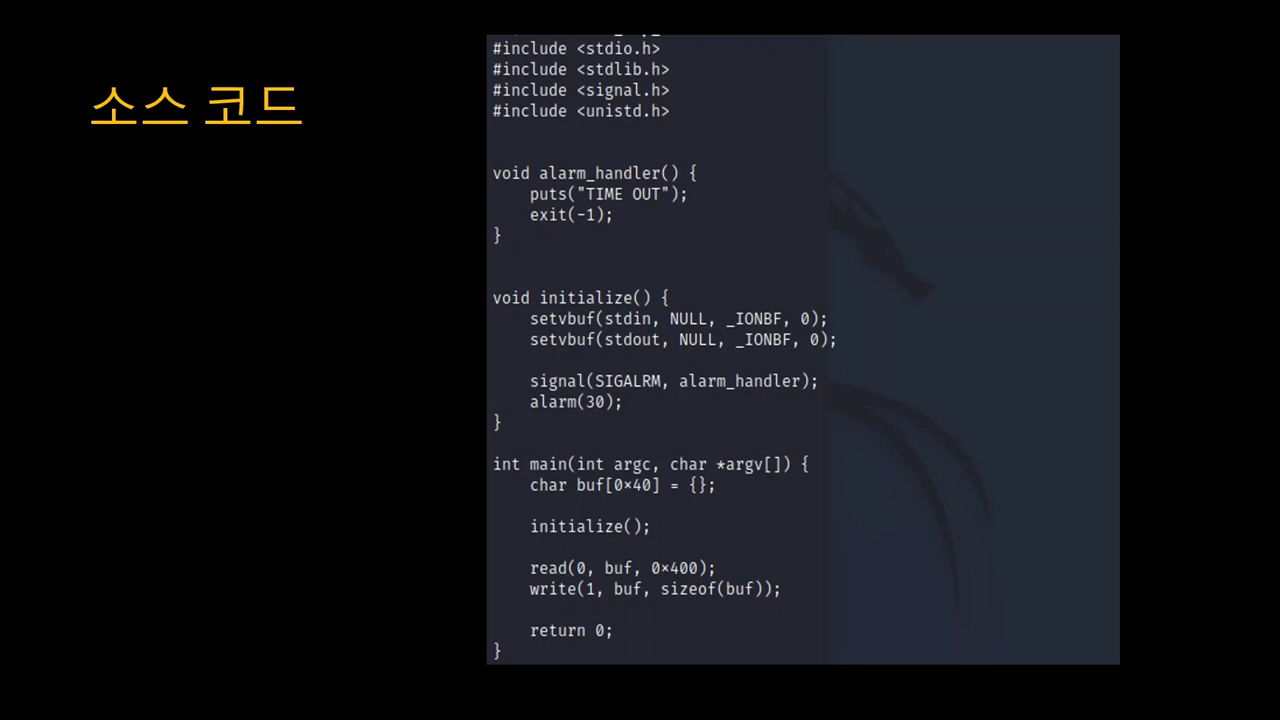 소스 코드
#include <stdio.h>
#include <stdlib.h>
#include <signal.h>
#include <unistd.h>
void alarm_handler() {
puts("TIME OUT");
exit(-1);
}
void initialize() {
setvbuf(stdin, NULL, _IONBF, 0);
setvbuf(stdout, NULL, _IONBF, 0);
signal(SIGALRM, alarm_handler);
alarm(30);
}
int main(int argc, char *argv[]) {
char buf[0×40] = {};
initialize();
read(0, buf, 0×400);
write(1, buf, sizeof(buf));
return 0;
}